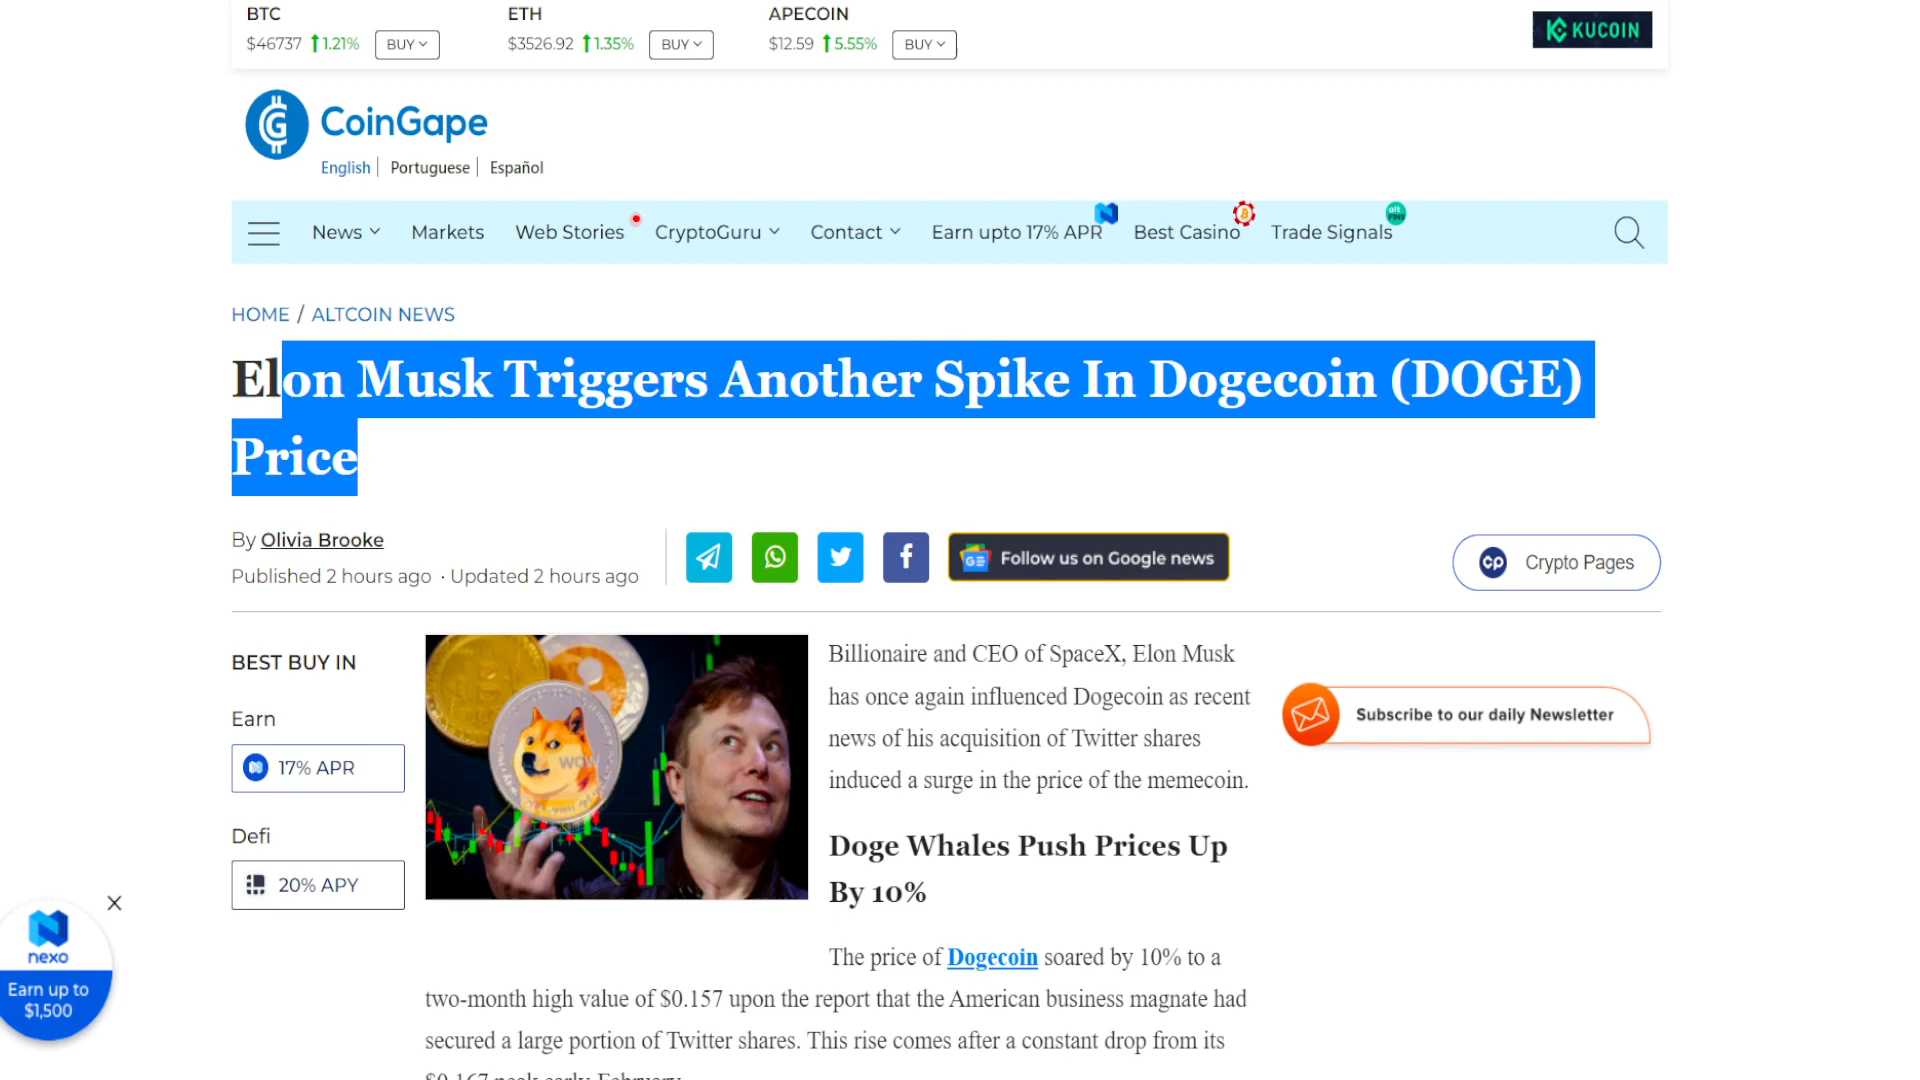 BTC
$46737 1.21% BUY
ETH
$3526.92 1.35% BUY
APECOIN
$12.59 5.55% BUY
KUCOIN
CoinGape
English Portuguese Español
News Markets Web Stories CryptoGuru Contact Earn upto 17% APR Best Casino Trade Signals
HOME / ALTCOIN NEWS
Elon Musk Triggers Another Spike In Dogecoin (DOGE)
Price
By Olivia Brooke
Published 2 hours ago · Updated 2 hours ago
Follow us on Google news
Crypto Pages
BEST BUY IN
Earn
17% APR
Defi
20% APY
nexo
Earn up to
$1,500
WOW
Billionaire and CEO of SpaceX, Elon Musk
has once again influenced Dogecoin as recent
news of his acquisition of Twitter shares
induced a surge in the price of the memecoin.
Doge Whales Push Prices Up
By 10%
The price of Dogecoin soared by 10% to a
two-month high value of $0.157 upon the report that the American business magnate had
secured a large portion of Twitter shares. This rise comes after a constant drop from its
$0.167 peak early February
Subscribe to our daily Newsletter